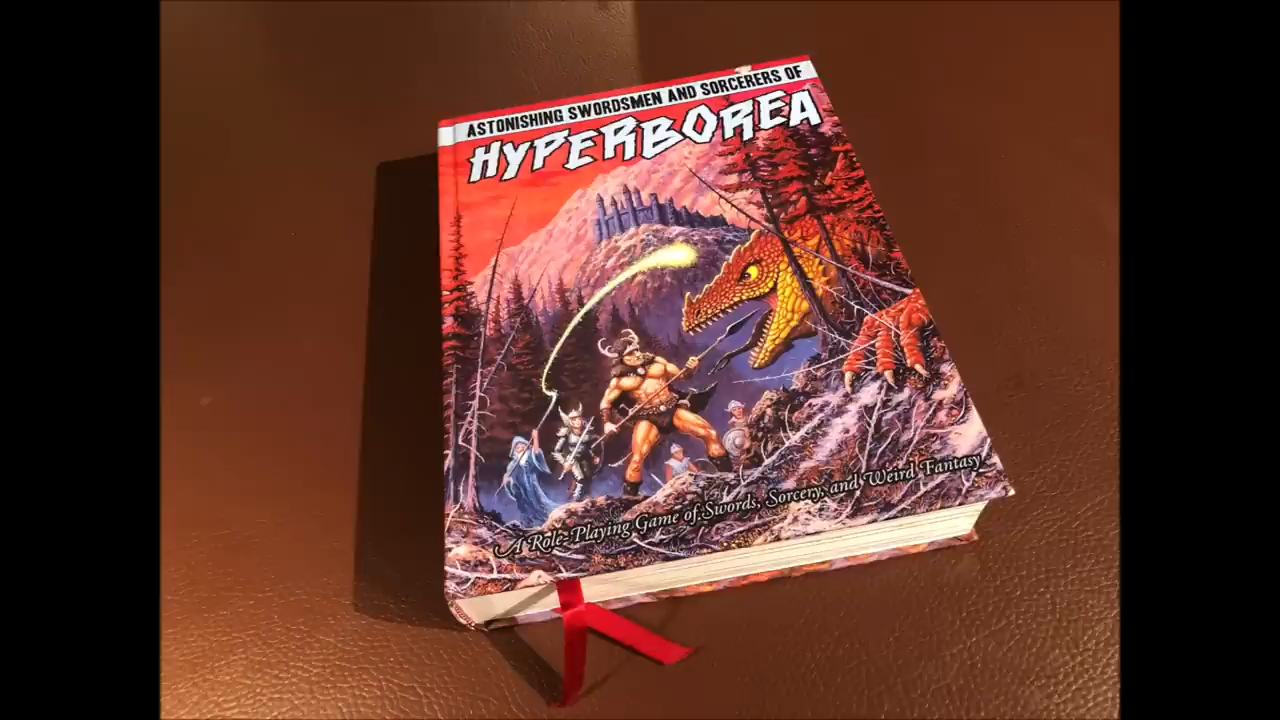 ASTONISHING SWORDSMEN AND SORCERERS OF
HYPERBOREA
A Role-Playing Game of Swords, Sorcery, and Weird Fantasy